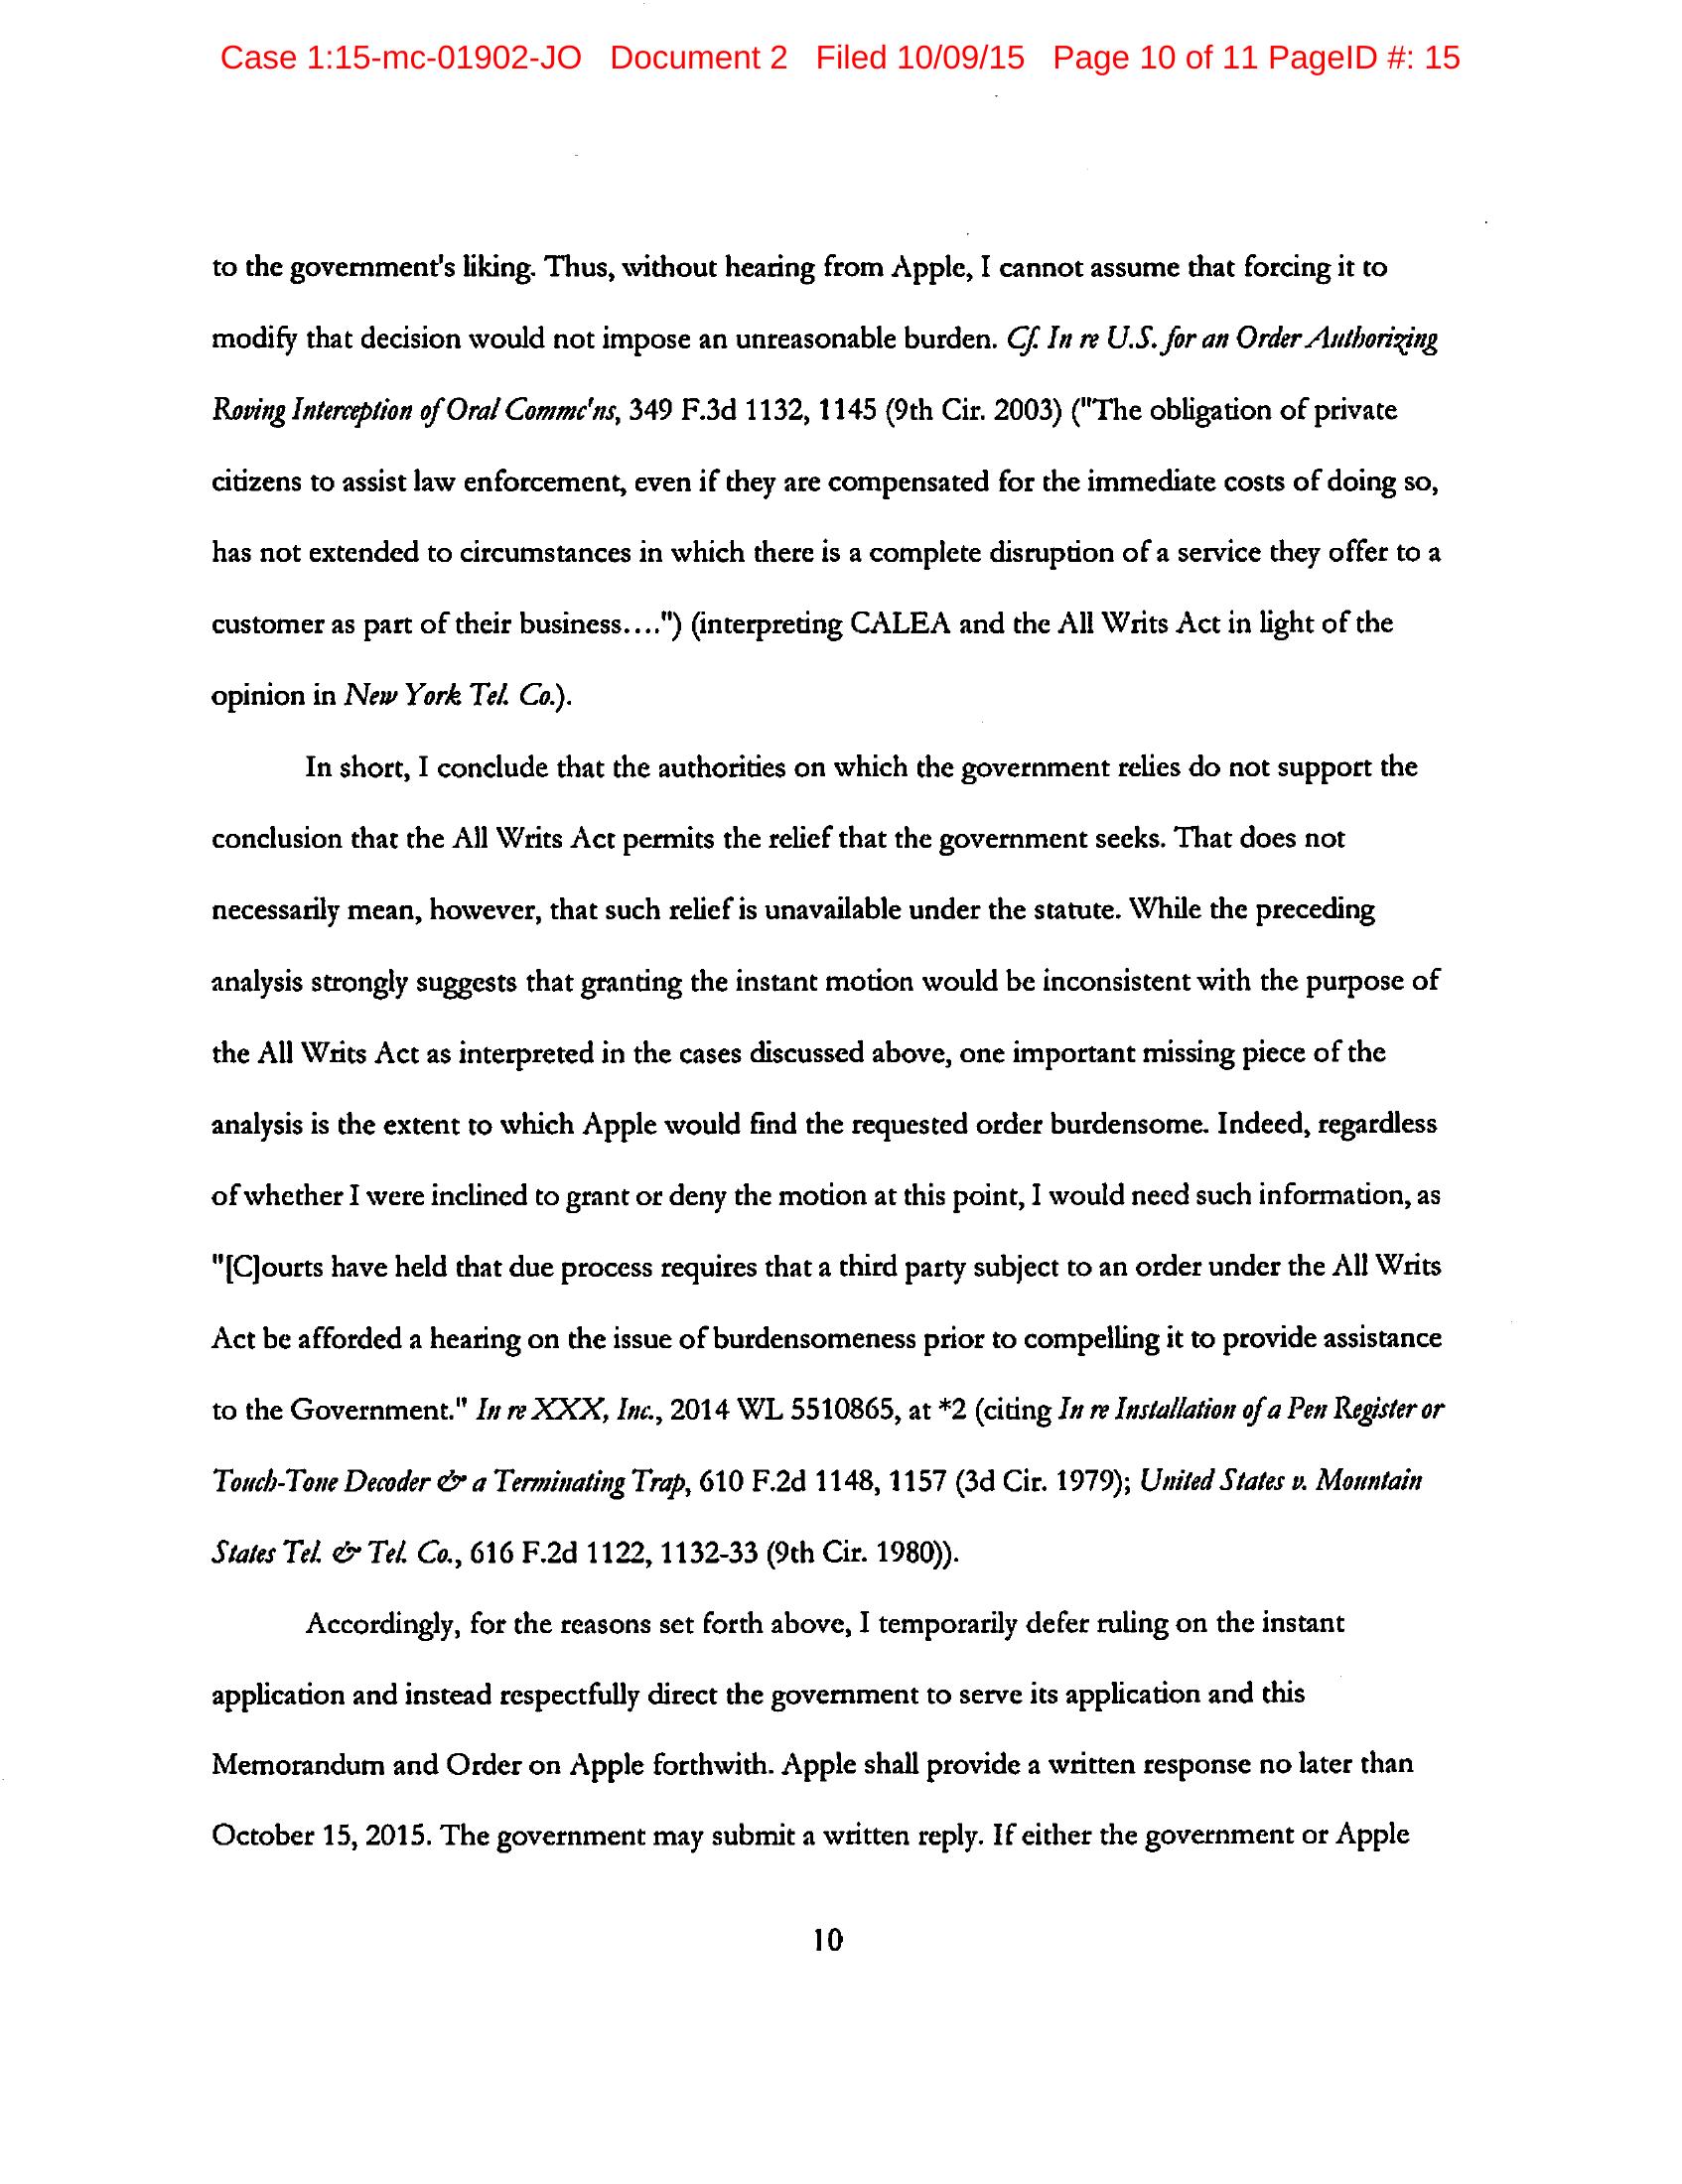 Case 1:15-mc-01902-JO Document 2 Filed 10/09/15 Page 10 of 11 PageID #: 15
to the government's liking. Thus, without hearing from Apple, I cannot assume that forcing it to
modify that decision would not impose an unreasonable burden. Cf. In re U.S. for an Order Authorizing
Roving Interception of Oral Commc'ns, 349 F.3d 1132, 1145 (9th Cir. 2003) ("The obligation of private
citizens to assist law enforcement, even if they are compensated for the immediate costs of doing so,
has not extended to circumstances in which there is a complete disruption of a service they offer to a
customer as part of their business....") (interpreting CALEA and the All Writs Act in light of the
opinion in New York Tel. Co.).
In short, I conclude that the authorities on which the government relies do not support the
conclusion that the All Writs Act permits the relief that the government seeks. That does not
necessarily mean, however, that such relief is unavailable under the statute. While the preceding
analysis strongly suggests that granting the instant motion would be inconsistent with the purpose of
the All Writs Act as interpreted in the cases discussed above, one important missing piece of the
analysis is the extent to which Apple would find the requested order burdensome. Indeed, regardless
of whether I were inclined to grant or deny the motion at this point, I would need such information, as
"[C]ourts have held that due process requires that a third party subject to an order under the All Writs
Act be afforded a hearing on the issue of burdensomeness prior to compelling it to provide assistance
to the Government." In re XXX, Inc., 2014 WL 5510865, at *2 (citing In re Installation of a Pen Register or
Touch-Tone Decoder & a Terminating Trap, 610 F.2d 1148, 1157 (3d Cir. 1979); United States v. Mountain
States Tel. & Tel. Co., 616 F.2d 1122, 1132-33 (9th Cir. 1980)).
Accordingly, for the reasons set forth above, I temporarily defer ruling on the instant
application and instead respectfully direct the government to serve its application and this
Memorandum and Order on Apple forthwith. Apple shall provide a written response no later than
October 15, 2015. The government may submit a written reply. If either the government or Apple
10